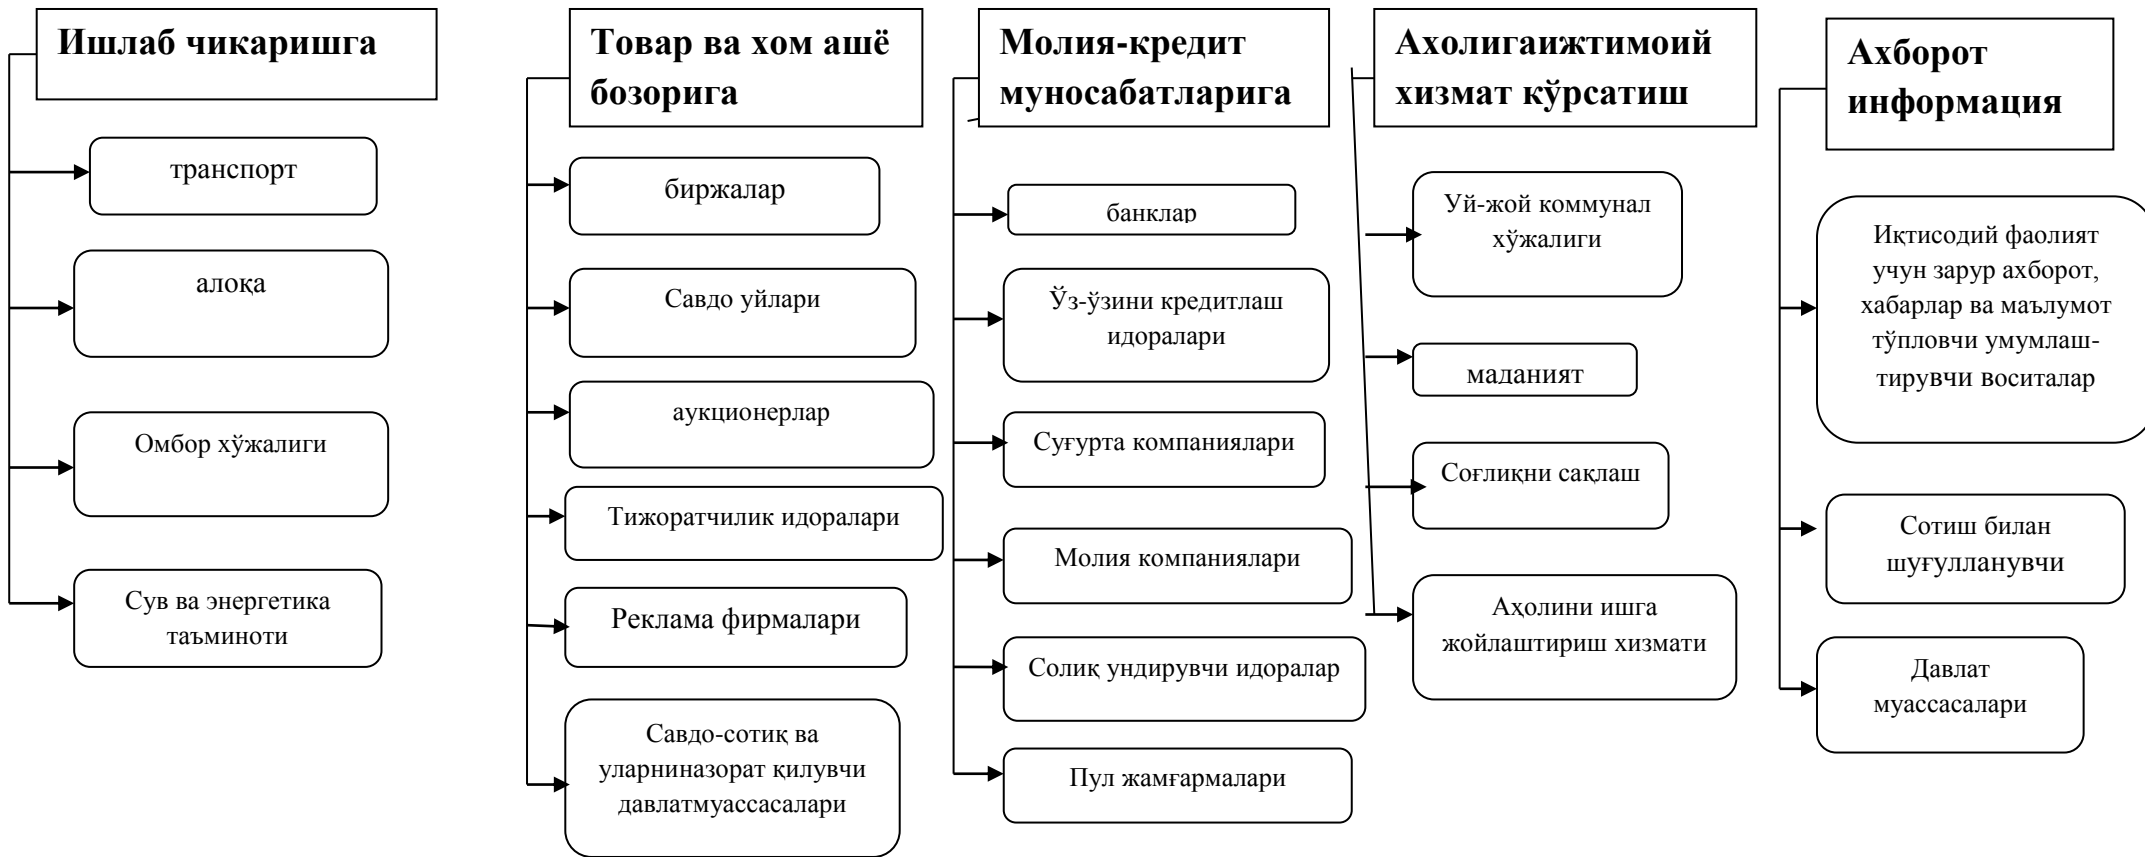 Ишлаб чикаришга
транспорт
алоқа
Омбор хўжалиги
Сув ва энергетика
таъминоти
Товар ва хом ашё
бозорига
биржалар
Савдо уйлари
аукционерлар
Тижоратчилик идоралари
Реклама фирмалари
Савдо-сотиқ ва
уларниназорат қилувчи
давлатмуассасалари
Молия-кредит
муносабатларига
банклар
Ўз-ўзини кредитлаш
идоралари
Суғурта компаниялари
Молия компаниялари
Солиқ ундирувчи идоралар
Пул жамғармалари
Ахолигаижтимоий
хизмат кўрсатиш
Уй-жой коммунал
хўжалиги
маданият
Соғлиқни сақлаш
Аҳолини ишга
жойлаштириш хизмати
Ахборот
информация
Иқтисодий фаолият
учун зарур ахборот,
хабарлар ва маълумот
тўпловчи умумлаш-
тирувчи воситалар
Сотиш билан
шуғулланувчи
Давлат
муассасалари